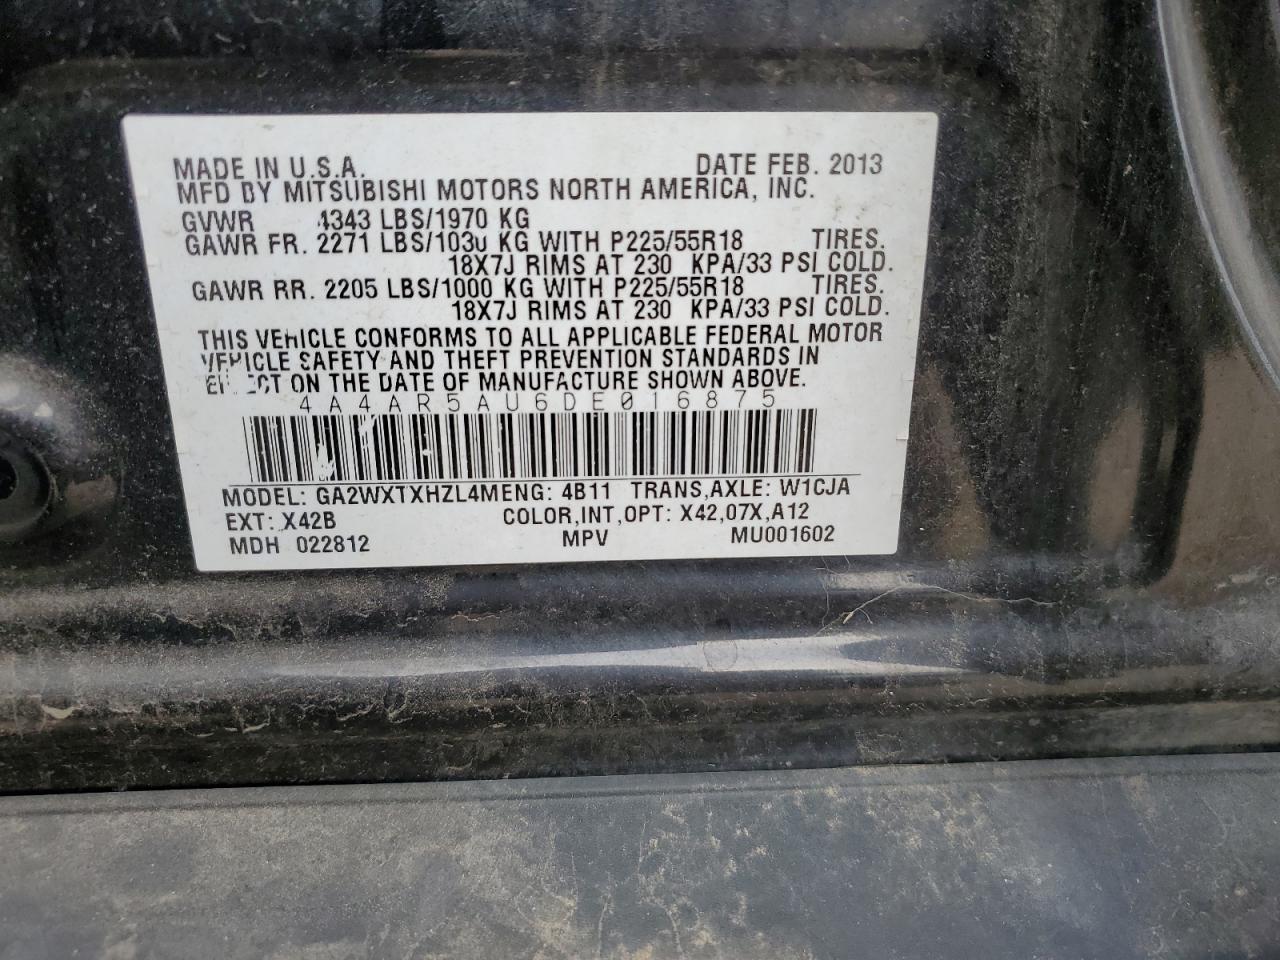 MADE IN U.S.A. DATE FEB. 2013
MFD BY MITSUBISHI MOTORS NORTH AMERICA, INC.
GVWR 4343 LBS/1970 KG
GAWR FR. 2271 LBS/1030 KG WITH P225/55R18 TIRES.
18X7J RIMS AT 230 KPA/33 PSI COLD.
GAWR RR. 2205 LBS/1000 KG WITH P225/55R18 TIRES.
18X7J RIMS AT 230 KPA/33 PSI COLD.
THIS VEHICLE CONFORMS TO ALL APPLICABLE FEDERAL MOTOR
VEHICLE SAFETY AND THEFT PREVENTION STANDARDS IN
EFFECT ON THE DATE OF MANUFACTURE SHOWN ABOVE.
4A4AR5AU6DE016875
MODEL: GA2WXTXHZL4MENG: 4B11 TRANS,AXLE: W1CJA
EXT: X42B COLOR,INT,OPT: X42,07X,A12
MDH 022812 MPV MU001602